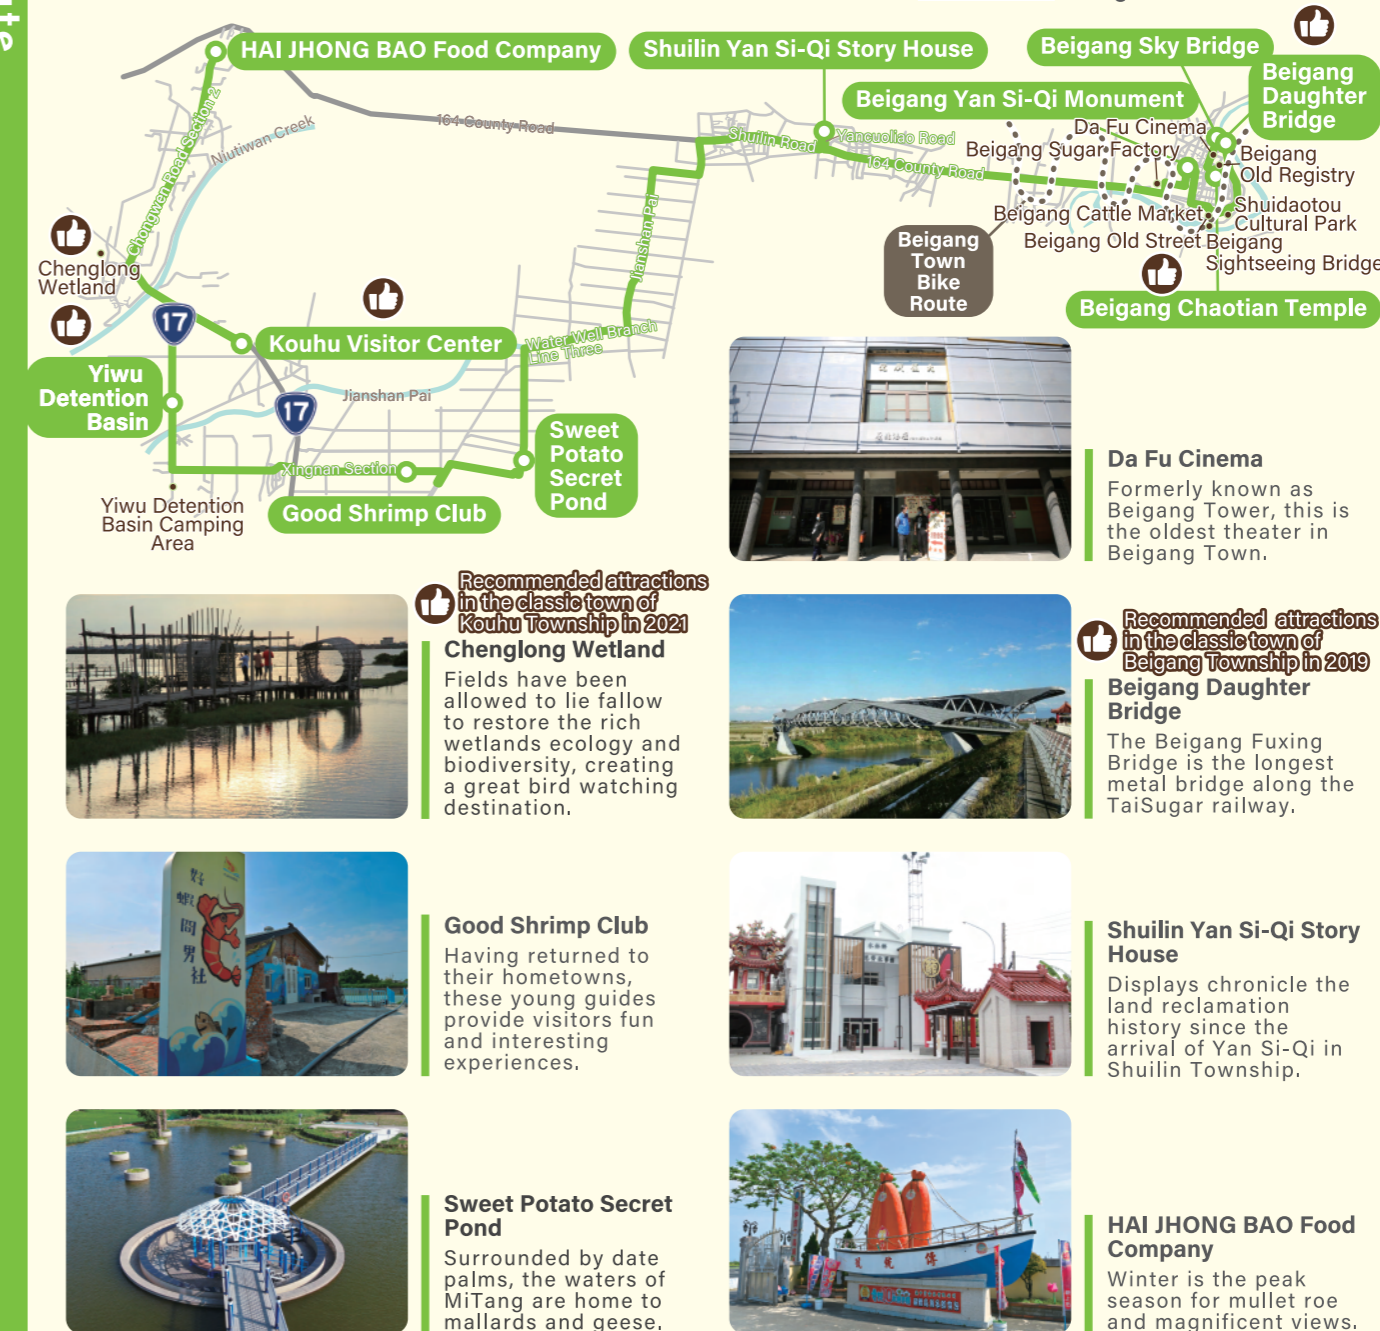 HAI JHONG BAO Food Company
Shuilin Yan Si-Qi Story House
Beigang Sky Bridge
Beigang
Daughter
Bridge
Beigang Yan Si-Qi Monument
Chongwen Road Section 2
Niutiwan Creek
164 County Road
Shuilin Road
Yancuoliao Road
164 County Road
Da Fu Cinema
Beigang Sugar Factory
Beigang
Old Registry
Beigang Cattle Market
Shuidaotou
Cultural Park
Beigang Old Street
Beigang
Sightseeing Bridge
Beigang
Town
Bike
Route
Beigang Chaotian Temple
Jianshan Pai
Chenglong
Wetland
17
Kouhu Visitor Center
Water Well Branch
Line Three
Yiwu
Detention
Basin
Jianshan Pai
17
Sweet
Potato
Secret
Pond
Xingnan Section
Good Shrimp Club
Yiwu Detention
Basin Camping
Area
Da Fu Cinema
Formerly known as
Beigang Tower, this is
the oldest theater in
Beigang Town.
Recommended attractions
in the classic town of
Kouhu Township in 2021
Chenglong Wetland
Fields have been
allowed to lie fallow
to restore the rich
wetlands ecology and
biodiversity, creating
a great bird watching
destination.
Recommended attractions
in the classic town of
Beigang Township in 2019
Beigang Daughter
Bridge
The Beigang Fuxing
Bridge is the longest
metal bridge along the
TaiSugar railway.
好蝦冏男社
Good Shrimp Club
Having returned to
their hometowns,
these young guides
provide visitors fun
and interesting
experiences.
Shuilin Yan Si-Qi Story
House
Displays chronicle the
land reclamation
history since the
arrival of Yan Si-Qi in
Shuilin Township.
Sweet Potato Secret
Pond
Surrounded by date
palms, the waters of
MiTang are home to
mallards and geese.
HAI JHONG BAO Food
Company
Winter is the peak
season for mullet roe
and magnificent views.